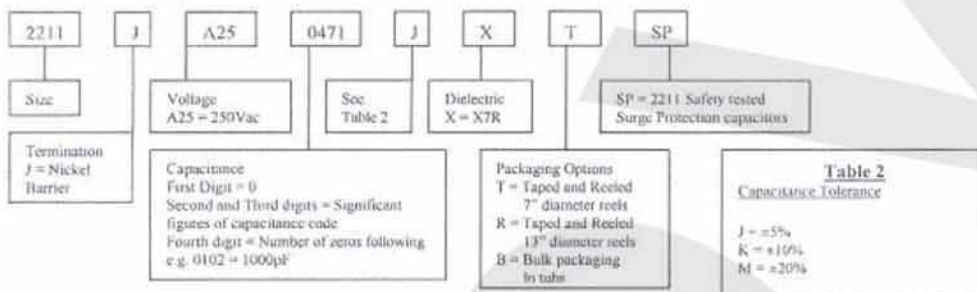 2211 J A25 0471 J X T SP
Size
Voltage
A25 = 250Vac
See
Table 2
Dielectric
X = X7R
SP = 2211 Safety tested
Surge Protection capacitors
Termination
J = Nickel
Barrier
Capacitance
First Digit = 0
Second and Third digits = Significant
figures of capacitance code
Fourth digit = Number of zeros following
e.g. 0102 = 1000pF
Packaging Options
T = Taped and Reeled
7" diameter reels
R = Taped and Reeled
13" diameter reels
B = Bulk packaging
In tubs
Table 2
Capacitance Tolerance
J = ±5%
K = ±10%
M = ±20%